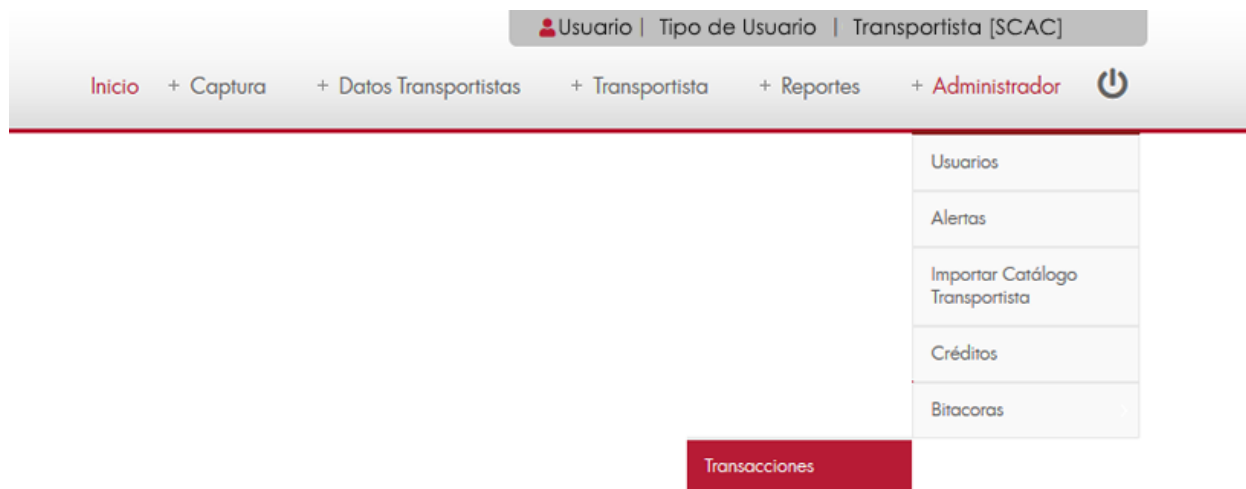 Usuario | Tipo de Usuario | Transportista [SCAC]
Inicio + Captura + Datos Transportistas + Transportista + Reportes + Administrador
Usuarios
Alertas
Importar Catálogo
Transportista
Créditos
Bitacoras
Transacciones